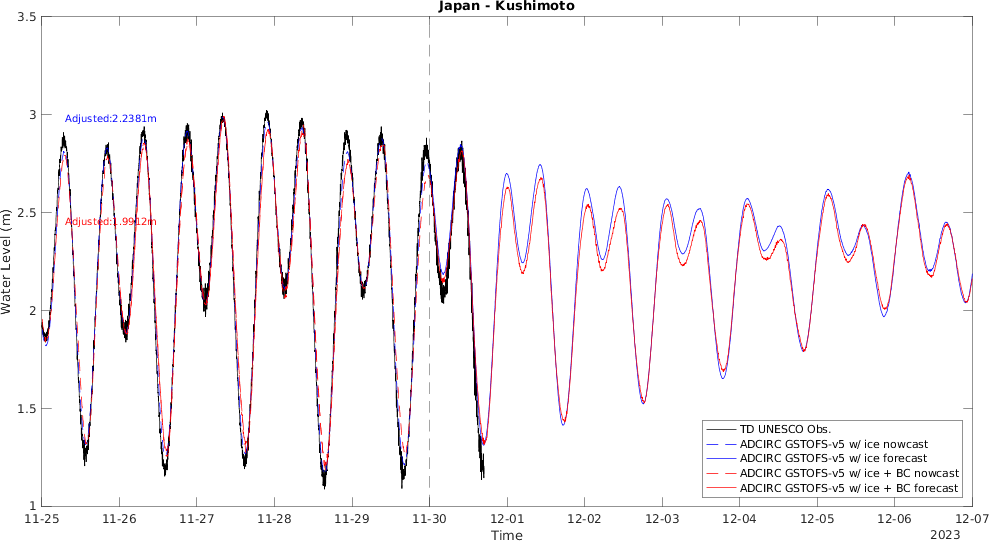 Japan - Kushimoto
3.5
3
2.5
2
1.5
1
Water Level (m)
Adjusted:2.2381m
Adjusted:1.9912m
TD UNESCO Obs.
ADCIRC GSTOFS-v5 w/ ice nowcast
ADCIRC GSTOFS-v5 w/ ice forecast
ADCIRC GSTOFS-v5 w/ ice + BC nowcast
ADCIRC GSTOFS-v5 w/ ice + BC forecast
11-25 11-26 11-27 11-28 11-29 11-30 12-01 12-02 12-03 12-04 12-05 12-06 12-07
Time
2023